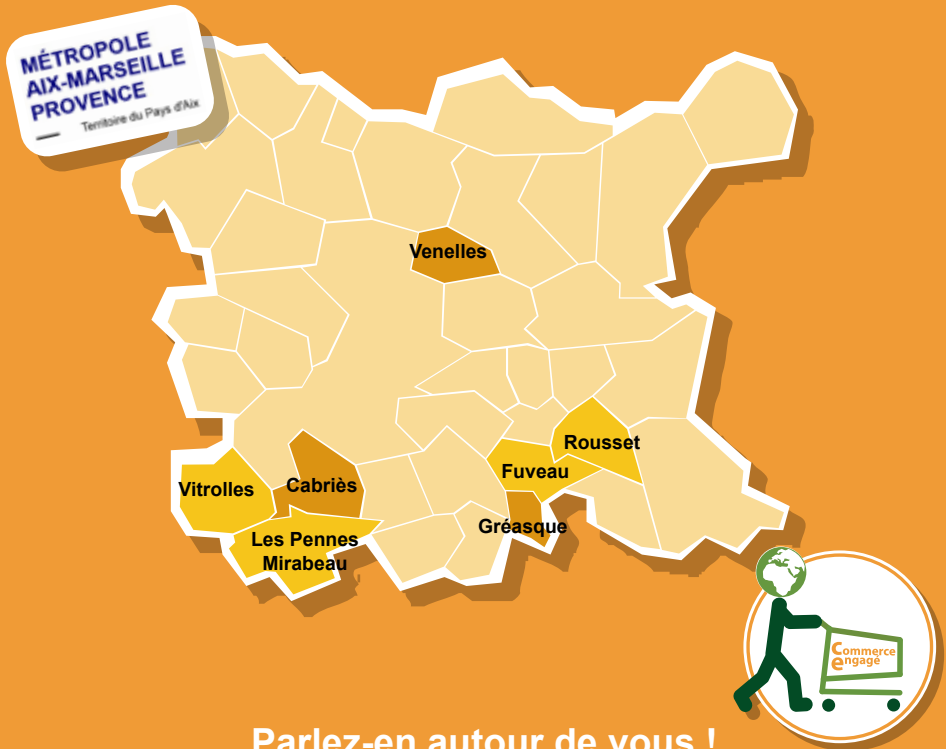 MÉTROPOLE
AIX-MARSEILLE
PROVENCE
Territoire du Pays d'Aix
Venelles
Rousset
Fuveau
Vitrolles
Cabriès
Gréasque
Les Pennes
Mirabeau
Commerce
engagé
Parlez-en autour de vous !